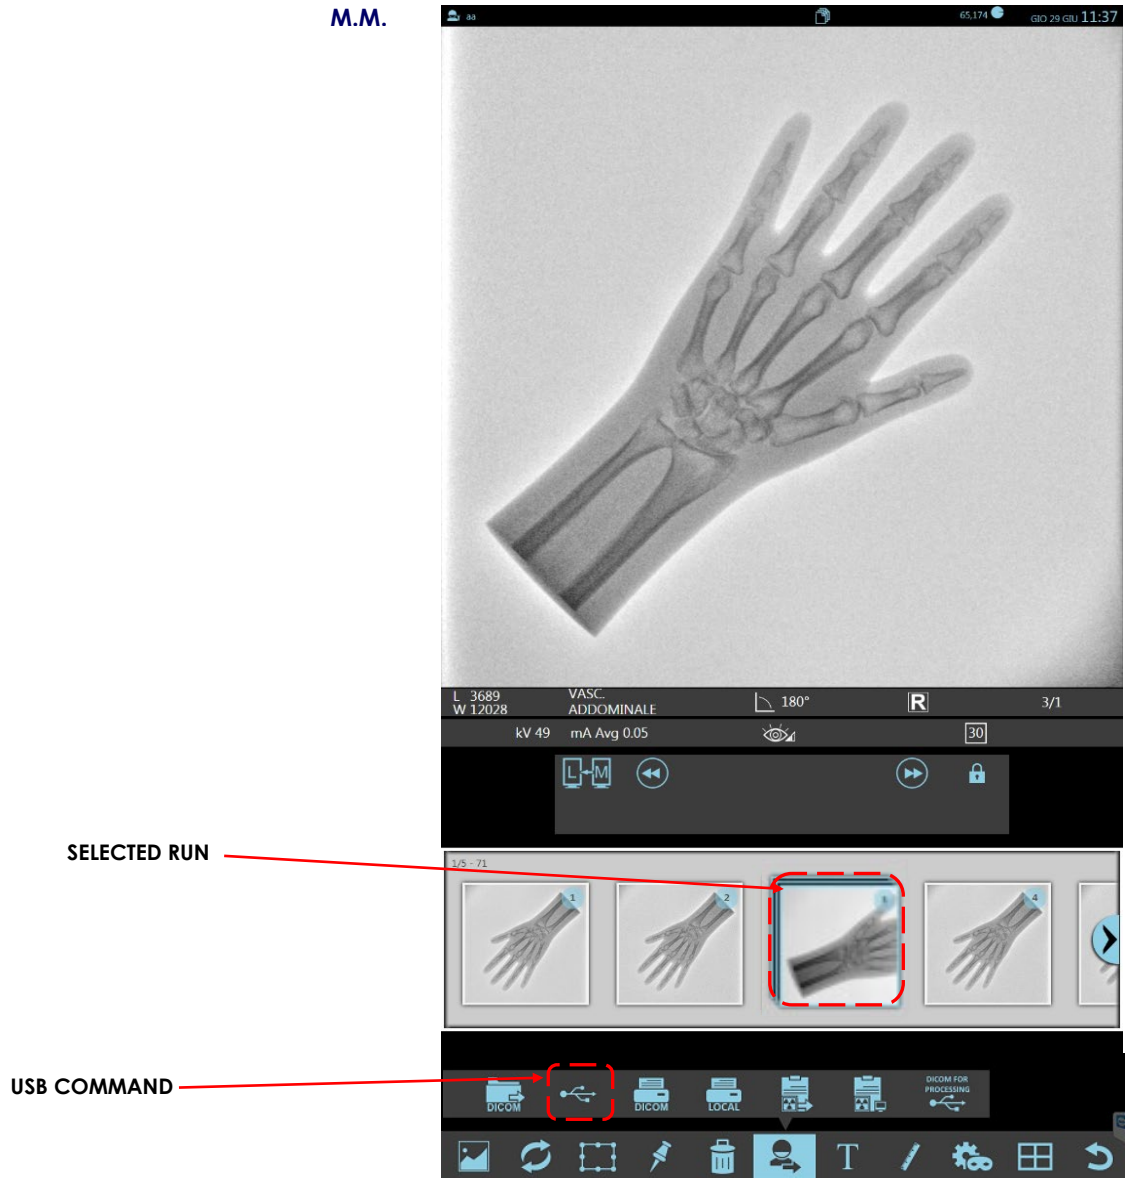 M.M.
aa
65,174
GIO 29 GIU 11:37
L 3689
W 12028
VASC.
ADDOMINALE
180°
R
3/1
kV 49
mA Avg 0.05
30
L
M
SELECTED RUN
1/5 - 71
1
2
3
4
USB COMMAND
DICOM
DICOM
LOCAL
DICOM FOR
PROCESSING
T